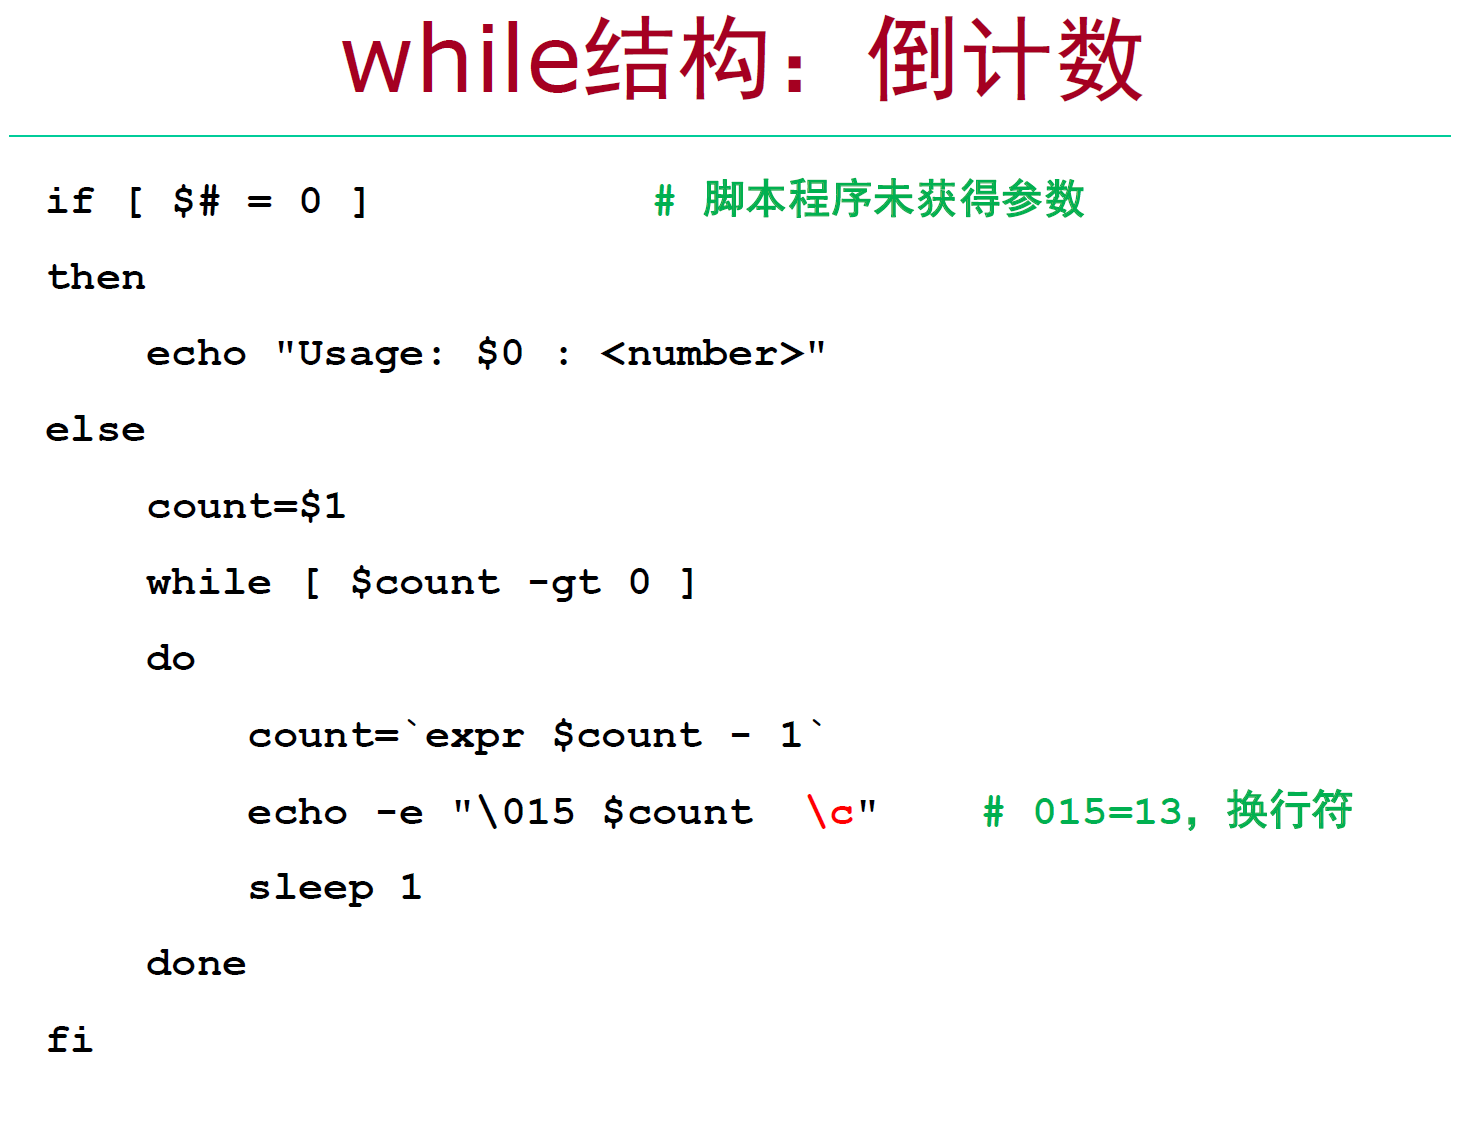 while结构：倒计数
if [ $# = 0 ] # 脚本程序未获得参数
then
echo "Usage: $0 : <number>"
else
count=$1
while [ $count -gt 0 ]
do
count=`expr $count - 1`
echo -e "\015 $count \c" # 015=13，换行符
sleep 1
done
fi